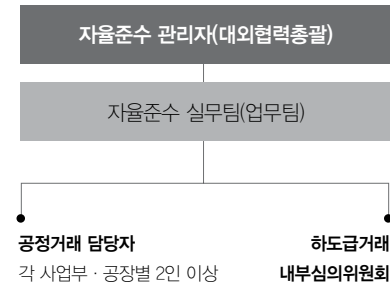 자율준수 관리자(대외협력총괄)
자율준수 실무팀(업무팀)
공정거래 담당자
각 사업부 · 공장별 2인 이상
하도급거래
내부심의위원회